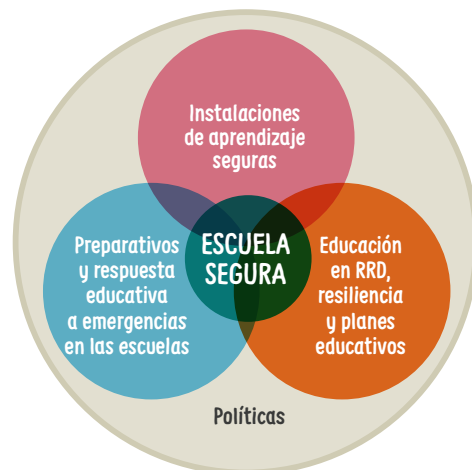 Instalaciones
de aprendizaje
seguras
Preparativos
y respuesta
educativa
a emergencias
en las escuelas
ESCUELA
SEGURA
Educación
en RRD,
resiliencia
y planes
educativos
Políticas